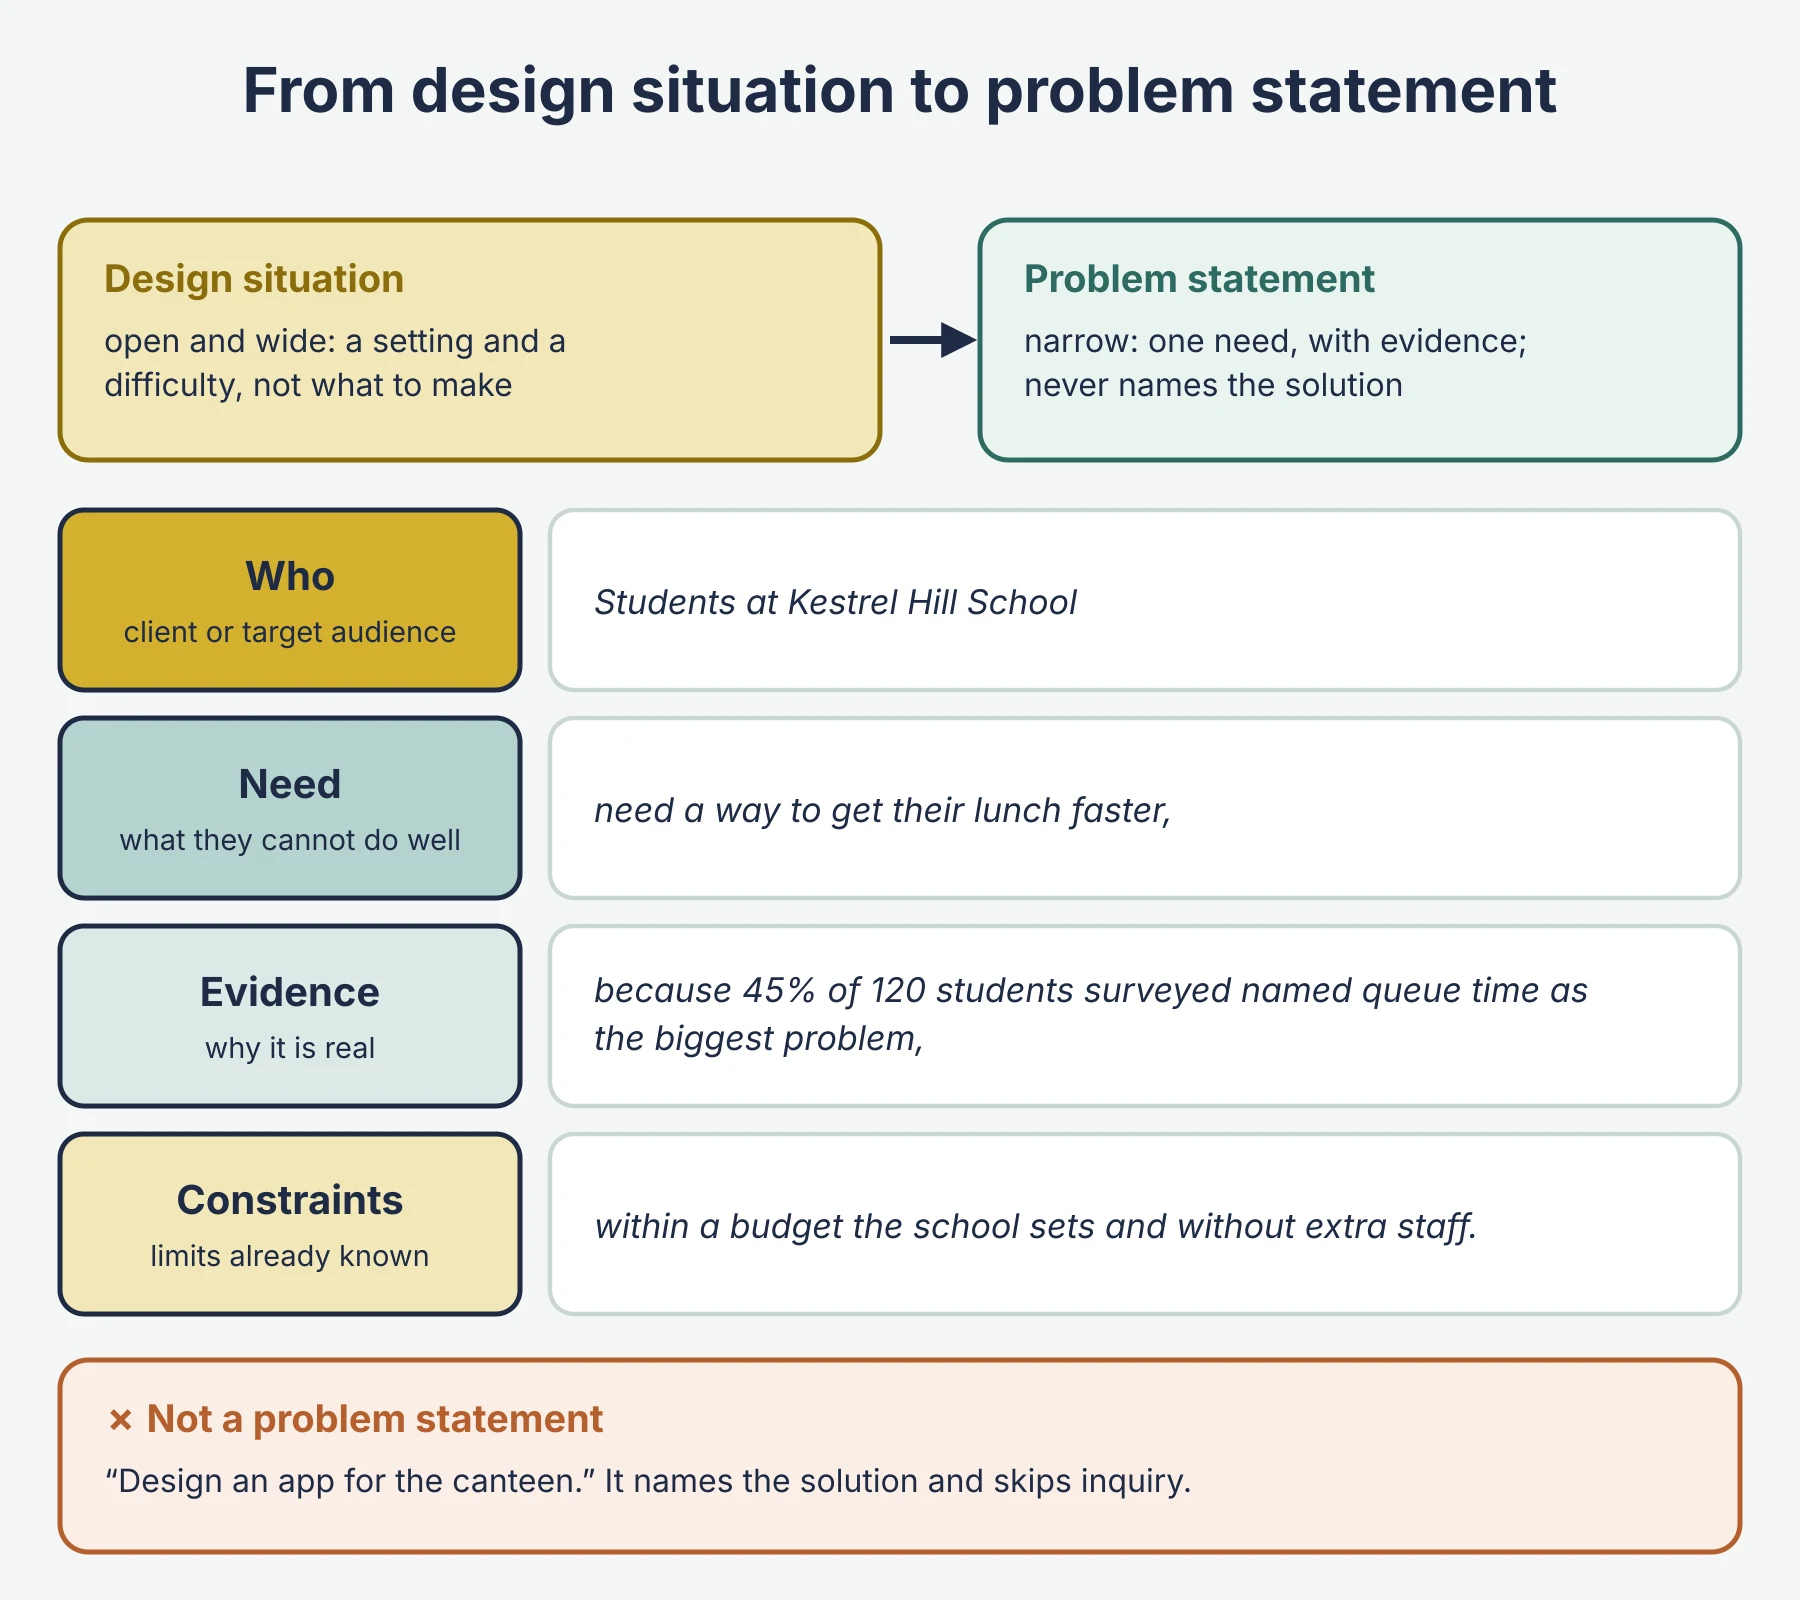 From design situation to problem statement
Design situation
open and wide: a setting and a
difficulty, not what to make
Problem statement
narrow: one need, with evidence;
never names the solution
Who
client or target audience
Students at Kestrel Hill School
Need
what they cannot do well
need a way to get their lunch faster,
Evidence
why it is real
because 45% of 120 students surveyed named queue time as
the biggest problem,
Constraints
limits already known
within a budget the school sets and without extra staff.
× Not a problem statement
“Design an app for the canteen.” It names the solution and skips inquiry.